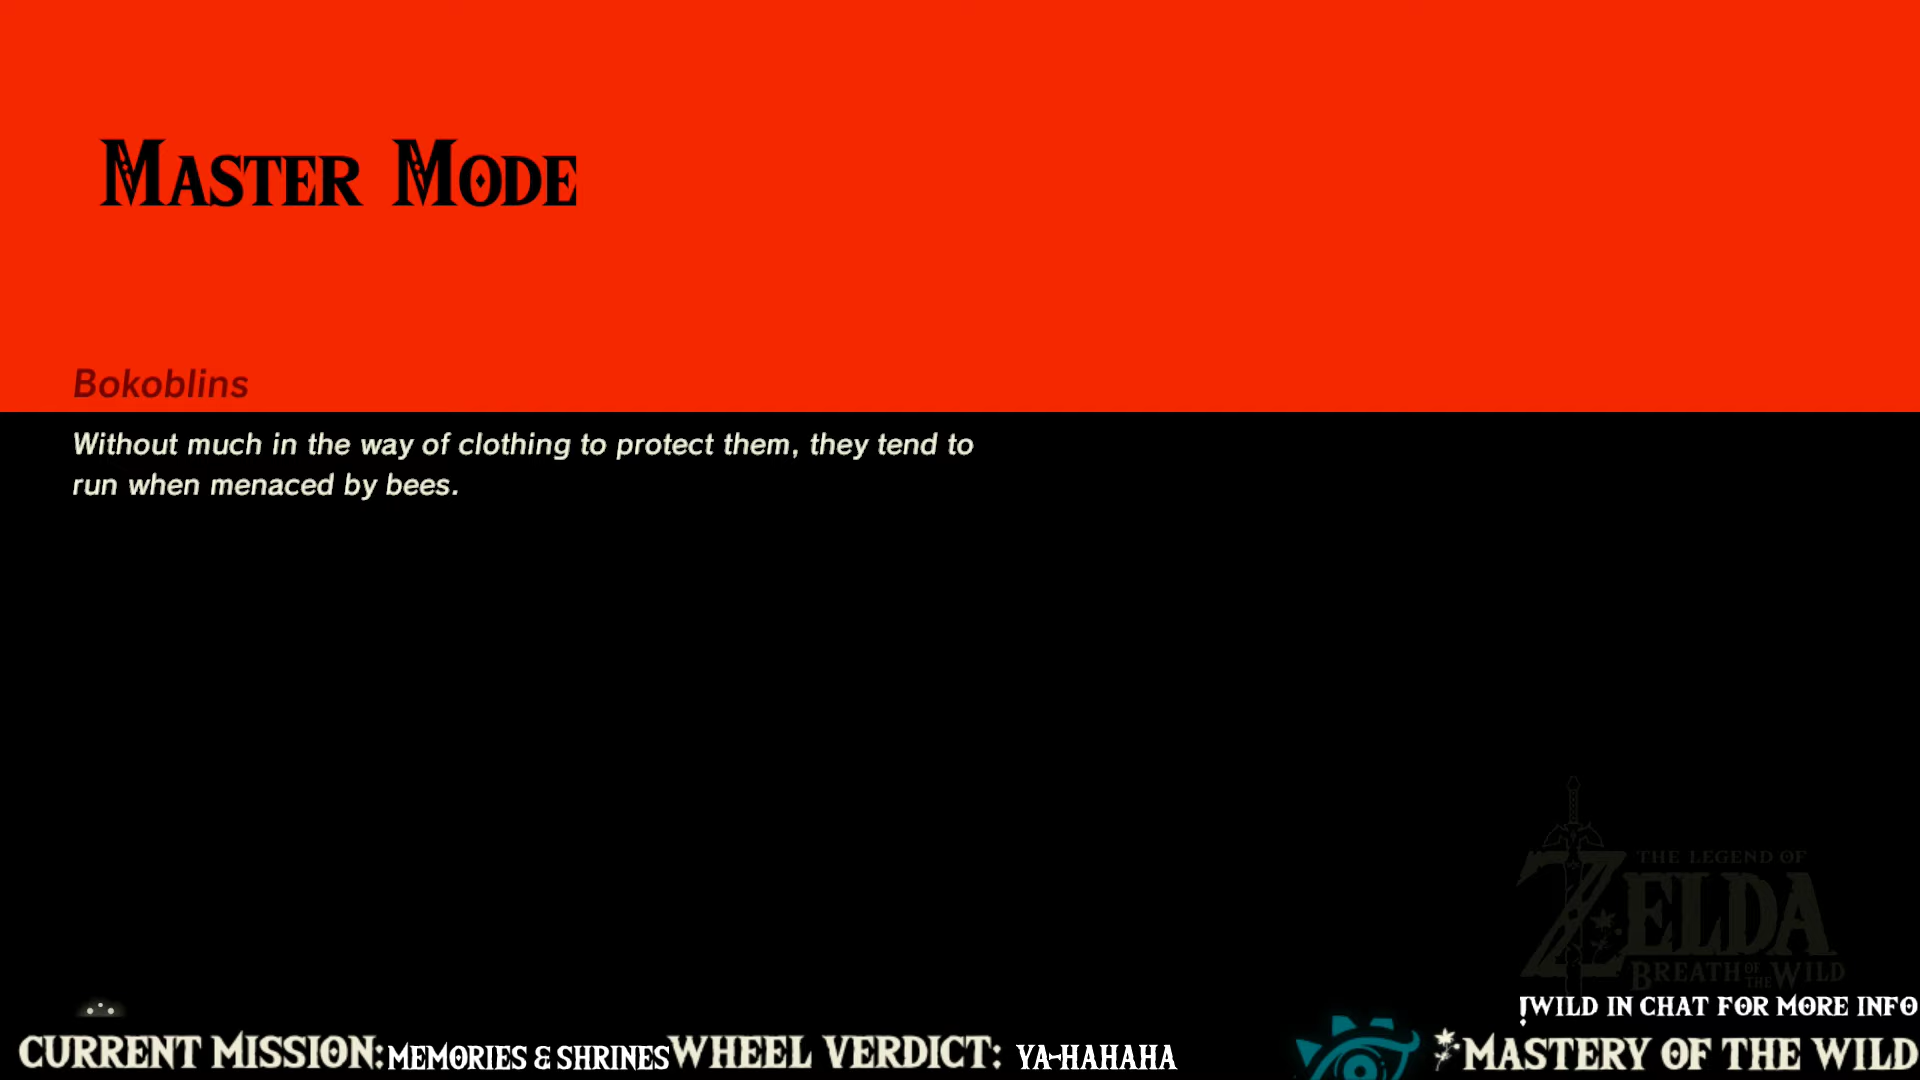 Master Mode
Bokoblins
Without much in the way of clothing to protect them, they tend to
run when menaced by bees.
THE LEGEND OF
ZELDA
BREATH OF THE WILD
!WILD IN CHAT FOR MORE INFO
CURRENT MISSION: MEMORIES & SHRINES WHEEL VERDICT: YA-HAHAHA
MASTERY OF THE WILD